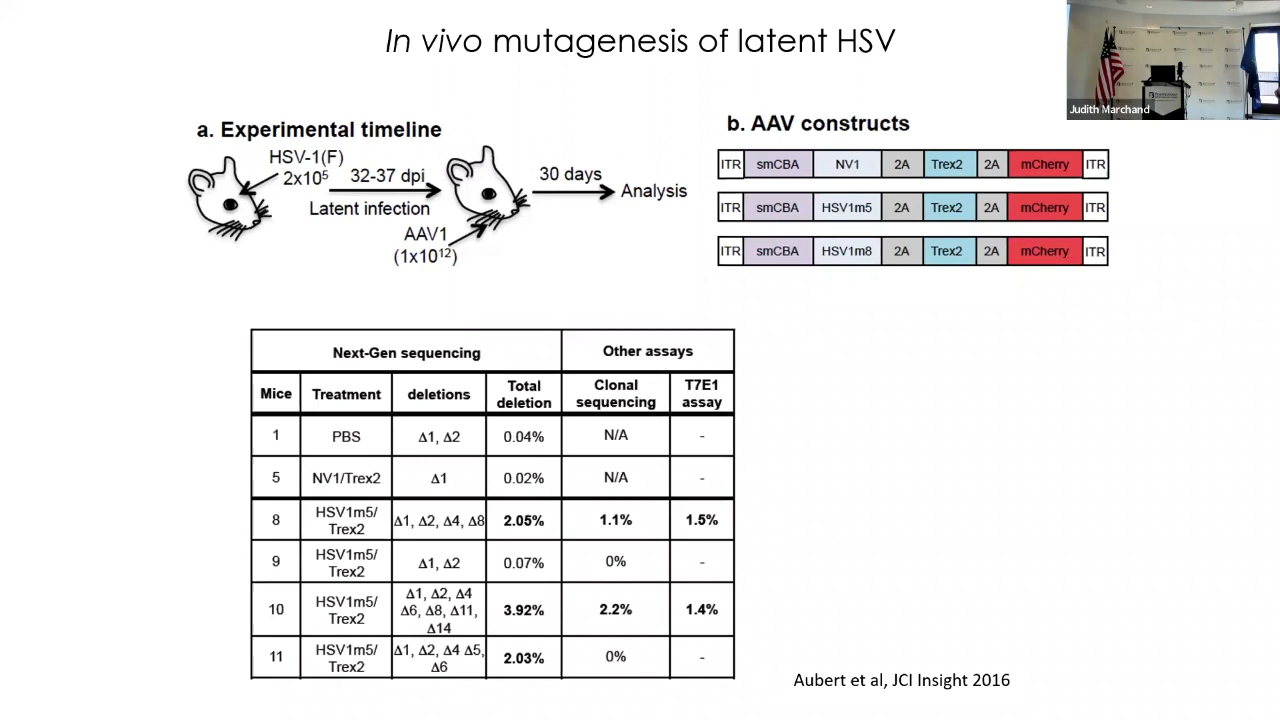 In vivo mutagenesis of latent HSV
Judith Marchand
a. Experimental timeline
HSV-1(F)
2x10⁵
32-37 dpi
Latent infection
AAV1
(1x10¹²)
30 days
Analysis
b. AAV constructs
ITR smCBA NV1 2A Trex2 2A mCherry ITR
ITR smCBA HSV1m5 2A Trex2 2A mCherry ITR
ITR smCBA HSV1m8 2A Trex2 2A mCherry ITR
Next-Gen sequencing Other assays
Mice Treatment deletions Total deletion Clonal sequencing T7E1 assay
1 PBS Δ1, Δ2 0.04% N/A -
5 NV1/Trex2 Δ1 0.02% N/A -
8 HSV1m5/ Trex2 Δ1, Δ2, Δ4, Δ8 2.05% 1.1% 1.5%
9 HSV1m5/ Trex2 Δ1, Δ2 0.07% 0% -
10 HSV1m5/ Trex2 Δ1, Δ2, Δ4 Δ6, Δ8, Δ11, Δ14 3.92% 2.2% 1.4%
11 HSV1m5/ Trex2 Δ1, Δ2, Δ4 Δ5, Δ6 2.03% 0% -
Aubert et al, JCI Insight 2016